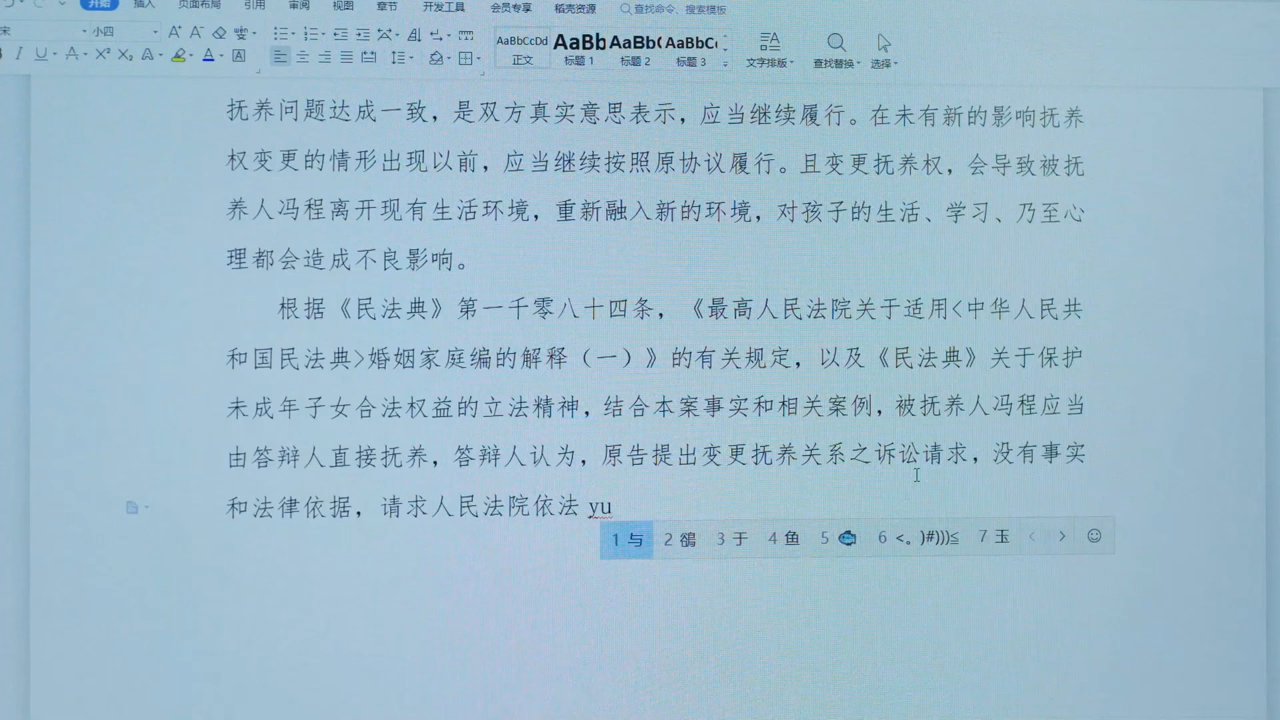 开始 插入 页面布局 引用 审阅 视图 章节 开发工具 会员专享 稻壳资源 查找命令、搜索模板
宋 小四 A⁺ A⁻
I U A X² X₂ A A A
AaBbCcDd AaBb AaBb( AaBbC
正文 标题 1 标题 2 标题 3 文字排版 查找替换 选择
抚养问题达成一致，是双方真实意思表示，应当继续履行。在未有新的影响抚养
权变更的情形出现以前，应当继续按照原协议履行。且变更抚养权，会导致被抚
养人冯程离开现有生活环境，重新融入新的环境，对孩子的生活、学习、乃至心
理都会造成不良影响。
根据《民法典》第一千零八十四条，《最高人民法院关于适用<中华人民共
和国民法典>婚姻家庭编的解释（一）》的有关规定，以及《民法典》关于保护
未成年子女合法权益的立法精神，结合本案事实和相关案例，被抚养人冯程应当
由答辩人直接抚养，答辩人认为，原告提出变更抚养关系之诉讼请求，没有事实
和法律依据，请求人民法院依法 yu
1 与 2 鹆 3 于 4 鱼 5 🐟 6 <。)#)))≦ 7 玉